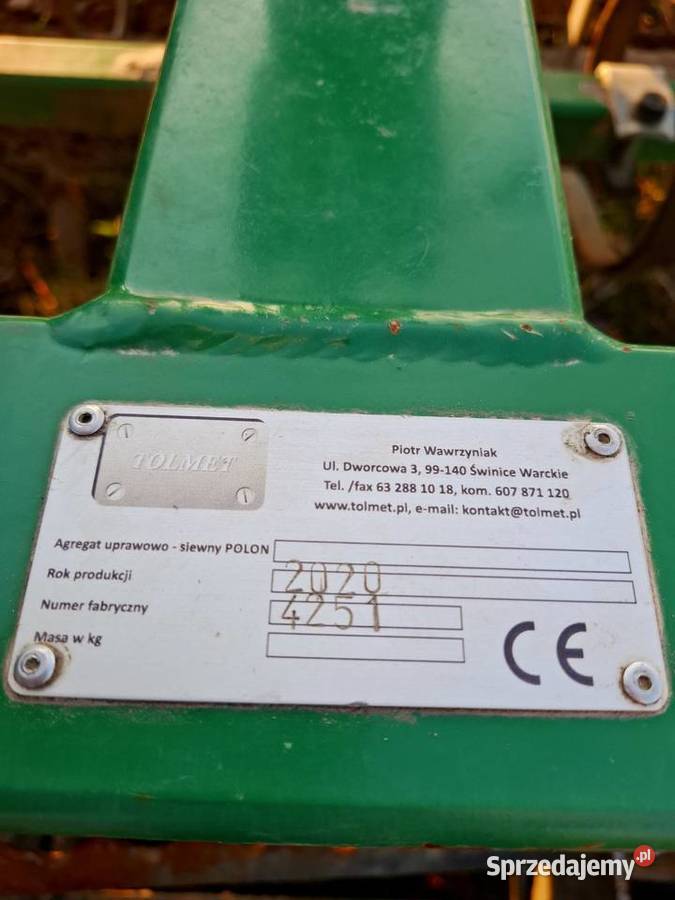 TOLMET
Piotr Wawrzyniak
Ul. Dworcowa 3, 99-140 Świnice Warckie
Tel. /fax 63 288 10 18, kom. 607 871 120
www.tolmet.pl, e-mail: kontakt@tolmet.pl
Agregat uprawowo - siewny POLON
Rok produkcji 2020
Numer fabryczny 4251
Masa w kg
CE
Sprzedajemy.pl